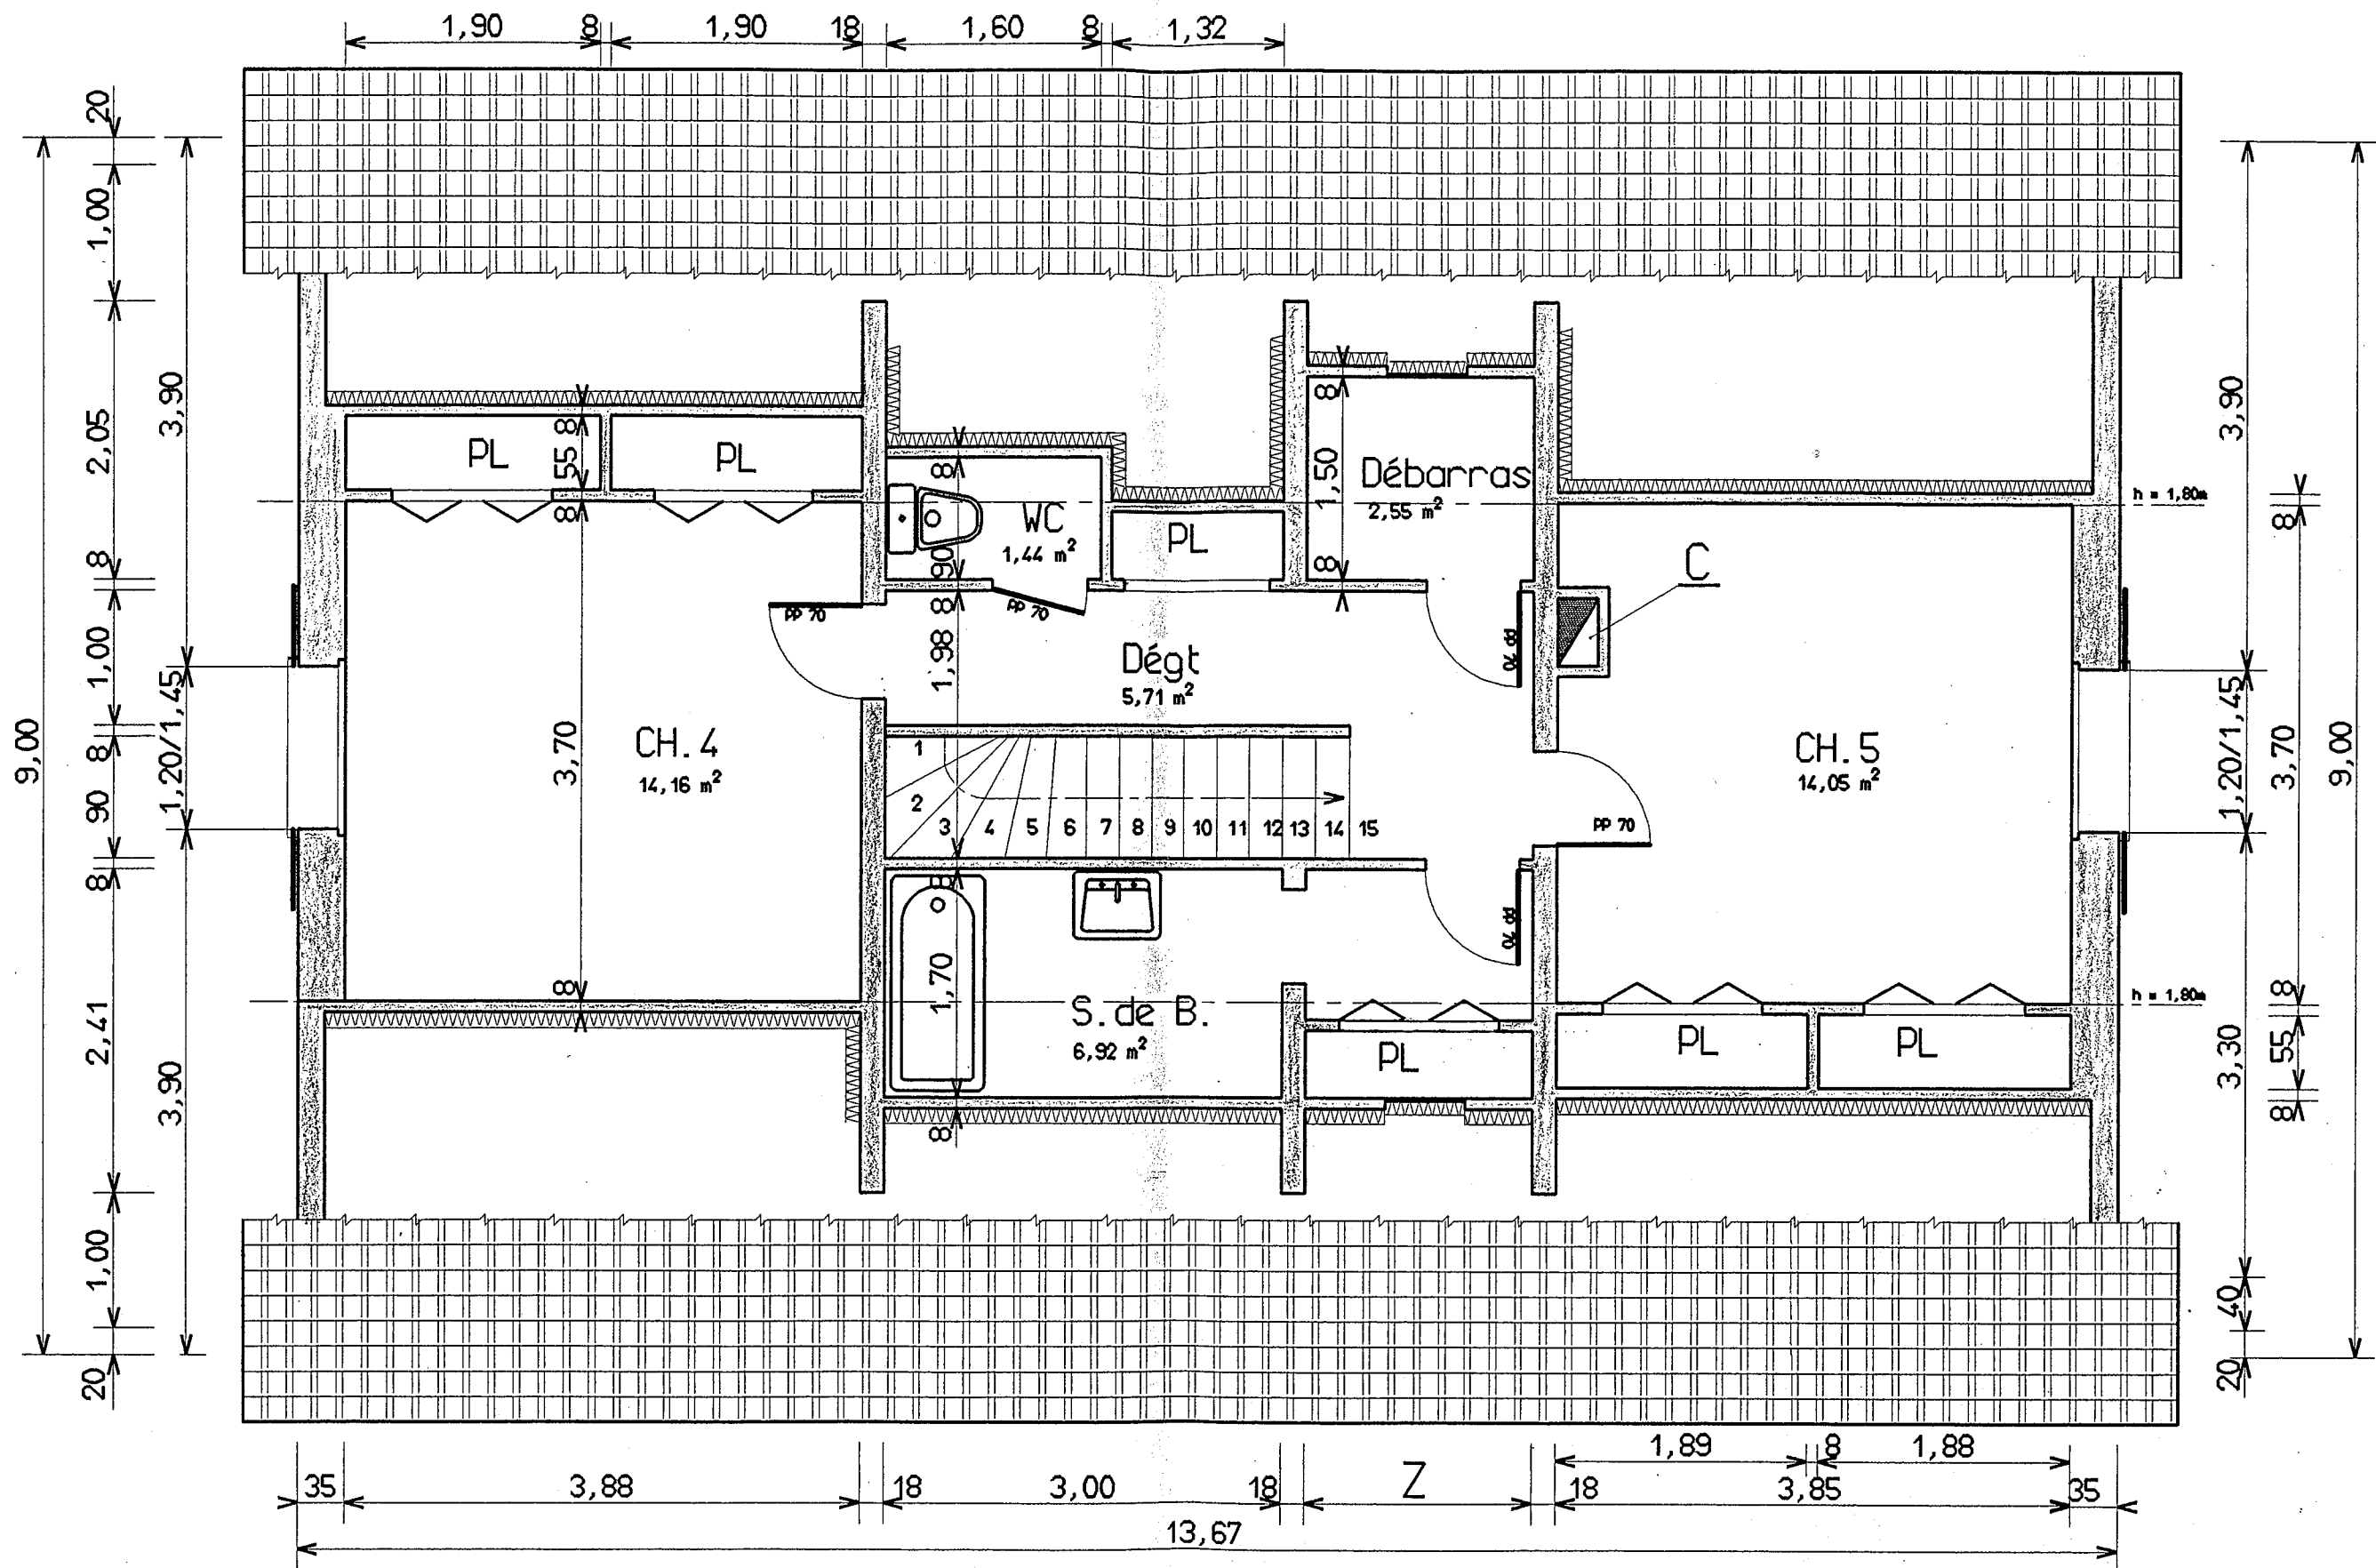 1,90 8 1,90 18 1,60 8 1,32
20
1,00
2,05
8
1,00
8
90
8
2,41
1,00
20
9,00
3,90
1,20/1,45
3,90
PL
PL
8
55
8
3,70
8
CH. 4
14,16 m²
PP 70
8
WC
1,44 m²
90
8
PP 70
PL
8
1,50
8
Débarras
2,55 m²
PP 70
1,98
Dégt
5,71 m²
1
2
3 4 5 6 7 8 9 10 11 12 13 14 15
8
1,70
8
S. de B.
6,92 m²
PP 70
PL
C
CH. 5
14,05 m²
PP 70
PL
PL
h = 1,80m
h = 1,80m
3,90
1,20/1,45
3,30
40
20
8
3,70
8
55
8
9,00
1,89 8 1,88
35 3,88 18 3,00 18 Z 18 3,85 35
13,67